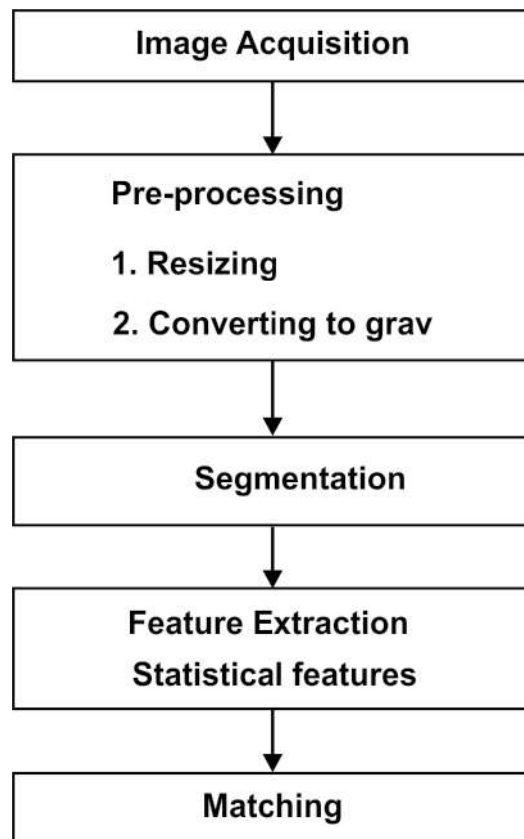 Image Acquisition
Pre-processing
1. Resizing
2. Converting to grav
Segmentation
Feature Extraction
Statistical features
Matching